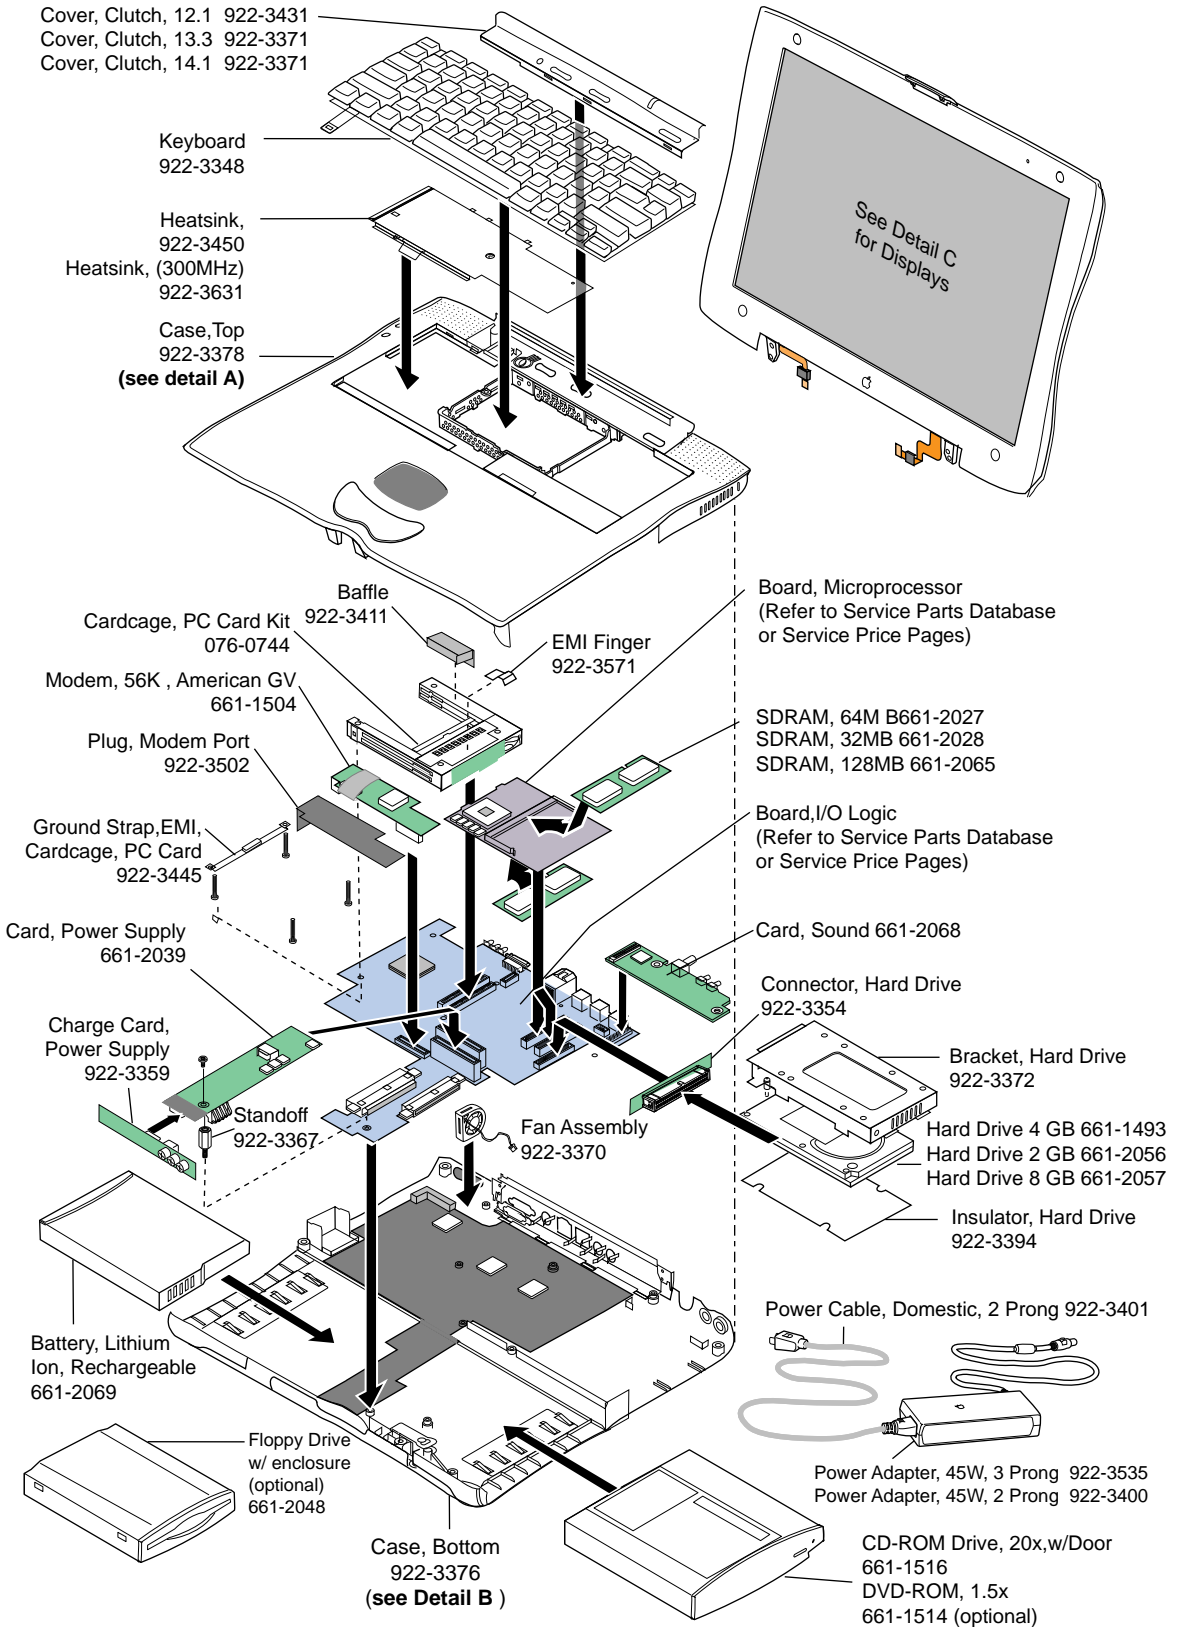 Cover, Clutch, 12.1  922-3431
Cover, Clutch, 13.3  922-3371
Cover, Clutch, 14.1  922-3371
Keyboard
922-3348
Heatsink,
922-3450
Heatsink, (300MHz)
922-3631
Case,Top
922-3378
(see detail A)
See Detail C
for Displays
Baffle
922-3411
Cardcage, PC Card Kit
076-0744
EMI Finger
922-3571
Modem, 56K , American GV
661-1504
Plug, Modem Port
922-3502
Ground Strap,EMI,
Cardcage, PC Card
922-3445
Board, Microprocessor
(Refer to Service Parts Database
or Service Price Pages)
SDRAM, 64M B661-2027
SDRAM, 32MB 661-2028
SDRAM, 128MB 661-2065
Board,I/O Logic
(Refer to Service Parts Database
or Service Price Pages)
Card, Power Supply
661-2039
Card, Sound 661-2068
Connector, Hard Drive
922-3354
Charge Card,
Power Supply
922-3359
Bracket, Hard Drive
922-3372
Standoff
922-3367
Fan Assembly
922-3370
Hard Drive 4 GB 661-1493
Hard Drive 2 GB 661-2056
Hard Drive 8 GB 661-2057
Insulator, Hard Drive
922-3394
Battery, Lithium
Ion, Rechargeable
661-2069
Power Cable, Domestic, 2 Prong 922-3401
Floppy Drive
w/ enclosure
(optional)
661-2048
Power Adapter, 45W, 3 Prong  922-3535
Power Adapter, 45W, 2 Prong  922-3400
Case, Bottom
922-3376
(see Detail B )
CD-ROM Drive, 20x,w/Door
661-1516
DVD-ROM, 1.5x
661-1514 (optional)